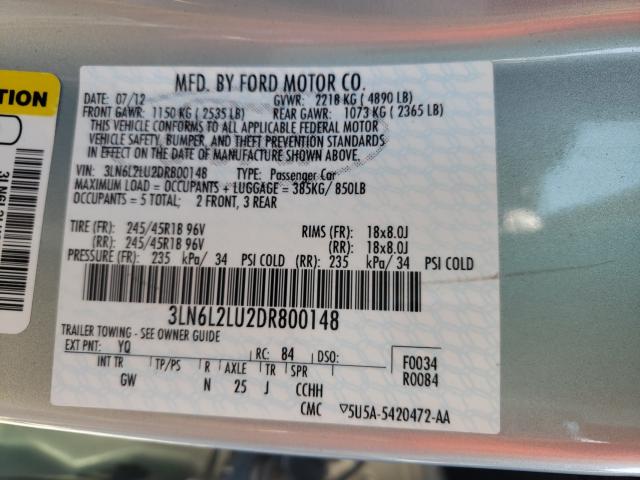 MFD. BY FORD MOTOR CO.
DATE: 07/12 GVWR: 2218 KG ( 4890 LB)
FRONT GAWR: 1150 KG ( 2535 LB) REAR GAWR: 1073 KG ( 2365 LB)
THIS VEHICLE CONFORMS TO ALL APPLICABLE FEDERAL MOTOR
VEHICLE SAFETY, BUMPER, AND THEFT PREVENTION STANDARDS
IN EFFECT ON THE DATE OF MANUFACTURE SHOWN ABOVE.
VIN: 3LN6L2LU2DR800148 TYPE: Passenger Car
MAXIMUM LOAD = OCCUPANTS + LUGGAGE = 385KG/ 850LB
OCCUPANTS = 5 TOTAL; 2 FRONT, 3 REAR
TIRE (FR): 245/45R18 96V RIMS (FR): 18x8.0J
(RR): 245/45R18 96V (RR): 18x8.0J
PRESSURE (FR): 235 kPa/ 34 PSI COLD (RR): 235 kPa/ 34 PSI COLD
3LN6L2LU2DR800148
TRAILER TOWING - SEE OWNER GUIDE
EXT PNT: YQ RC: 84 DSO:
INT TR TP/PS R AXLE TR SPR F0034
GW N 25 J CCHH R0084
CMC ▽5U5A-5420472-AA